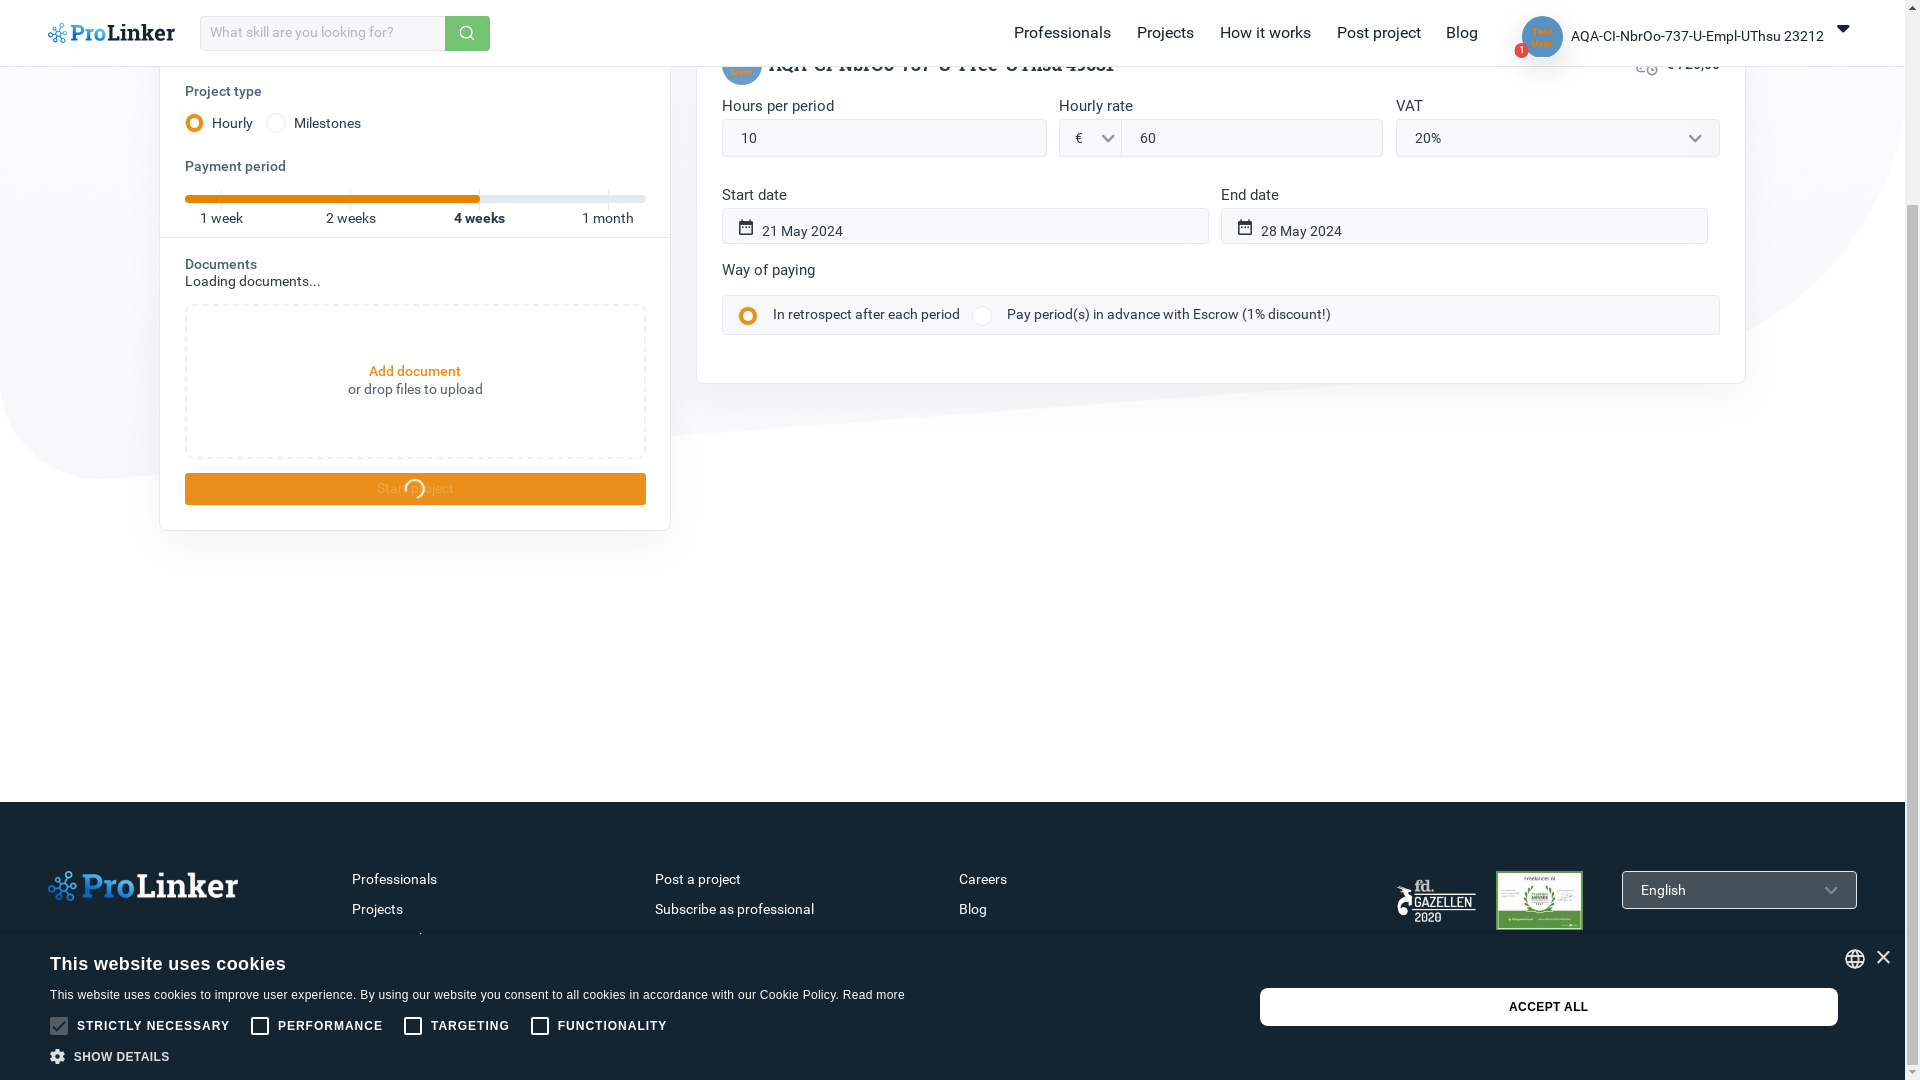 ProLinker
What skill are you looking for?
Professionals
Projects
How it works
Post project
Blog
1
AQA-CI-NbrOo-737-U-Empl-UThsu 23212
Project type
Hourly
Milestones
Payment period
1 week
2 weeks
4 weeks
1 month
Documents
Loading documents...
Add document
or drop files to upload
Start project
Hours per period
Hourly rate
VAT
10
€
60
20%
Start date
End date
21 May 2024
28 May 2024
Way of paying
In retrospect after each period
Pay period(s) in advance with Escrow (1% discount!)
ProLinker
Professionals
Projects
Post a project
Subscribe as professional
Careers
Blog
fd.
GAZELLEN
2020
Freelancer.nl
English
This website uses cookies
This website uses cookies to improve user experience. By using our website you consent to all cookies in accordance with our Cookie Policy. Read more
STRICTLY NECESSARY
PERFORMANCE
TARGETING
FUNCTIONALITY
SHOW DETAILS
ACCEPT ALL